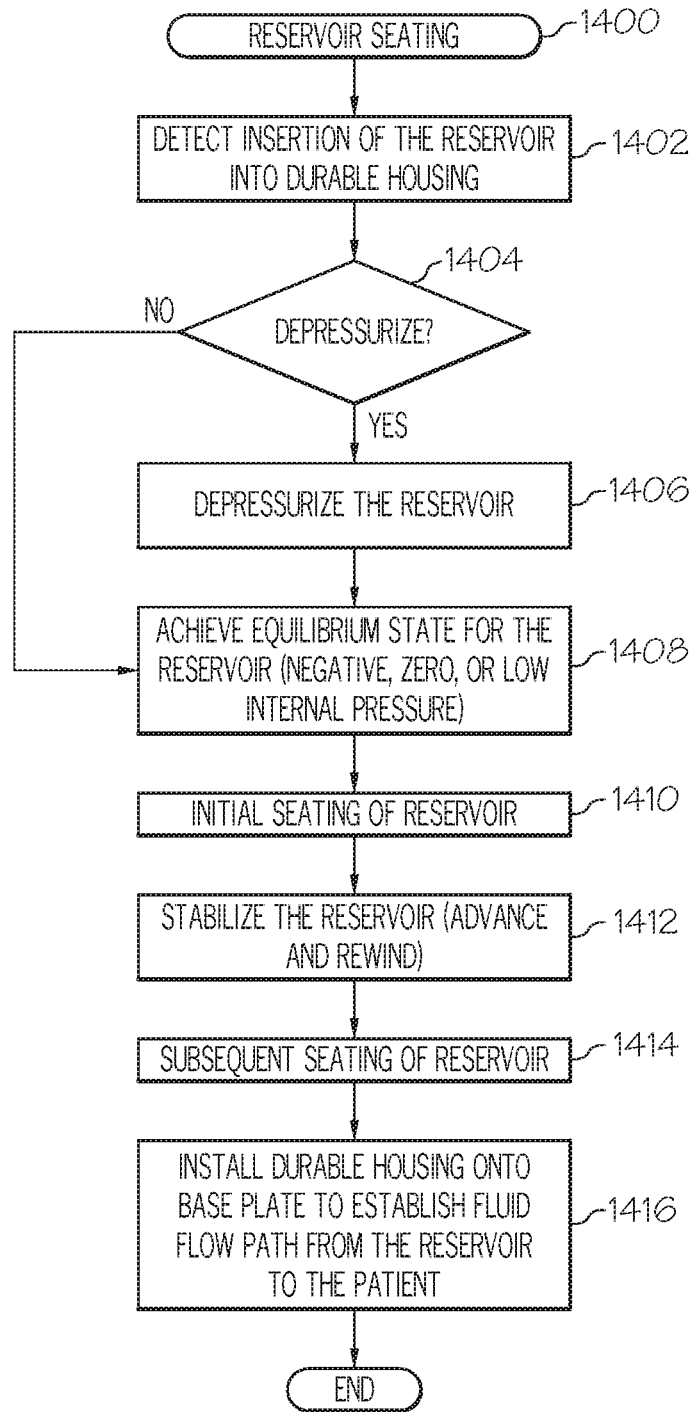 RESERVOIR SEATING
1400
DETECT INSERTION OF THE RESERVOIR
INTO DURABLE HOUSING
1402
1404
DEPRESSURIZE?
NO
YES
DEPRESSURIZE THE RESERVOIR
1406
ACHIEVE EQUILIBRIUM STATE FOR THE
RESERVOIR (NEGATIVE, ZERO, OR LOW
INTERNAL PRESSURE)
1408
INITIAL SEATING OF RESERVOIR
1410
STABILIZE THE RESERVOIR (ADVANCE
AND REWIND)
1412
SUBSEQUENT SEATING OF RESERVOIR
1414
INSTALL DURABLE HOUSING ONTO
BASE PLATE TO ESTABLISH FLUID
FLOW PATH FROM THE RESERVOIR
TO THE PATIENT
1416
END